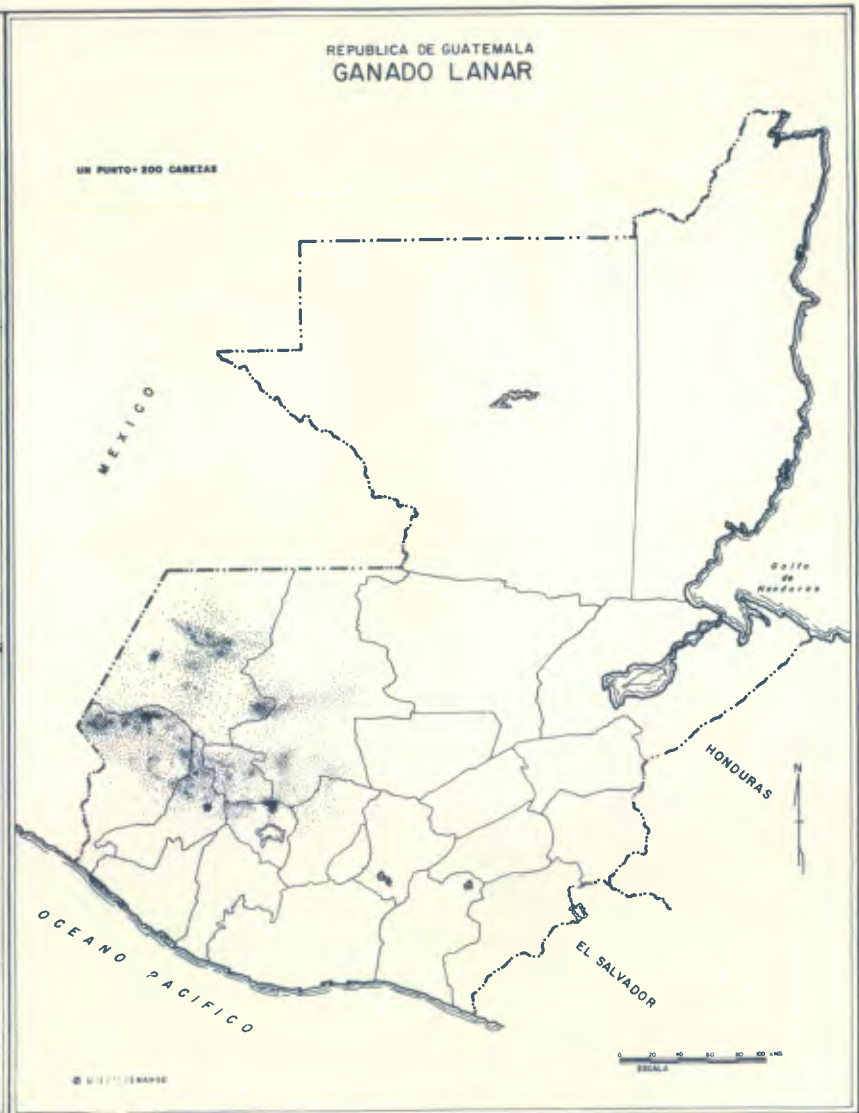 REPUBLICA DE GUATEMALA
GANADO LANAR
UN PUNTO= 200 CABEZAS
MEXICO
Golfo
de
Honduras
HONDURAS
N
OCEANO PACIFICO
EL SALVADOR
0 20 40 60 80 100 KMS
ESCALA